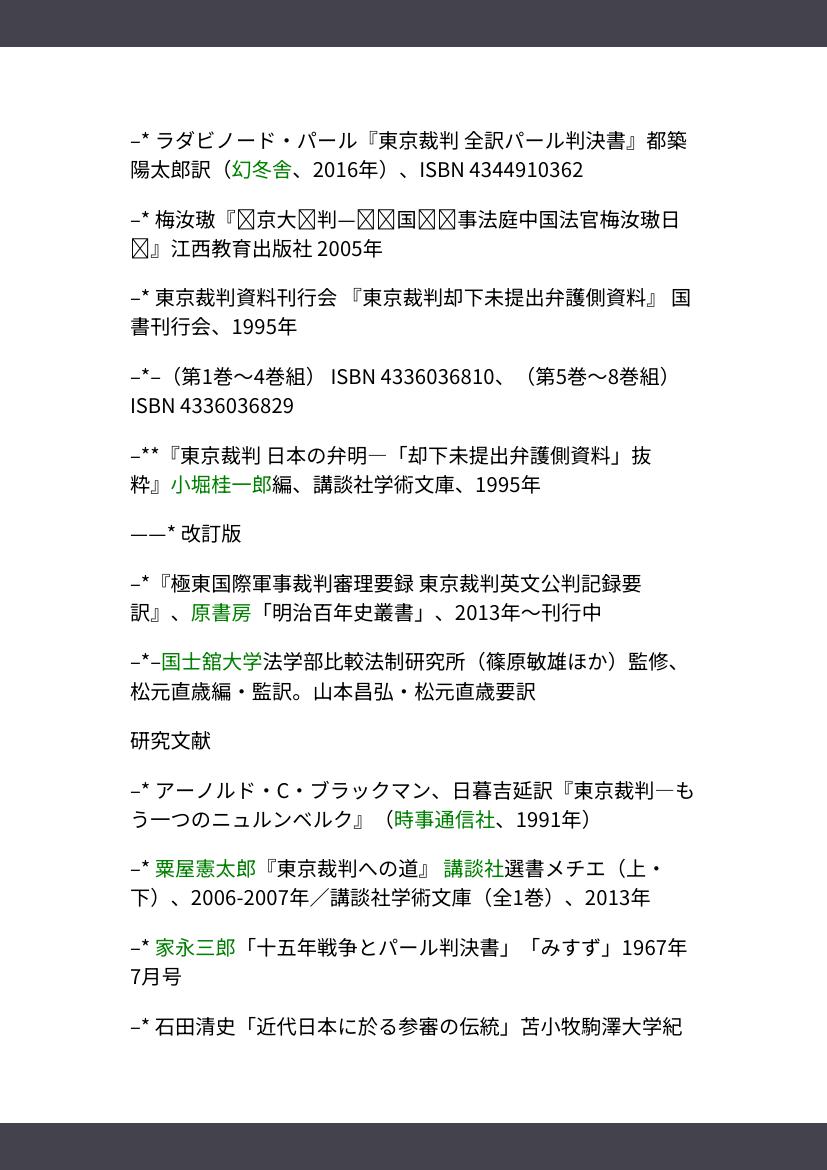 –* ラダビノード・パール『東京裁判 全訳パール判決書』都築
陽太郎訳（幻冬舎、2016年）、ISBN 4344910362
–* 梅汝璈『京大判—国事法庭中国法官梅汝璈日
』江西教育出版社 2005年
–* 東京裁判資料刊行会 『東京裁判却下未提出弁護側資料』 国
書刊行会、1995年
–*–（第1巻〜4巻組） ISBN 4336036810、（第5巻〜8巻組）
ISBN 4336036829
–**『東京裁判 日本の弁明―「却下未提出弁護側資料」抜
粋』小堀桂一郎編、講談社学術文庫、1995年
——* 改訂版
–*『極東国際軍事裁判審理要録 東京裁判英文公判記録要
訳』、原書房「明治百年史叢書」、2013年〜刊行中
–*–国士舘大学法学部比較法制研究所（篠原敏雄ほか）監修、
松元直歳編・監訳。山本昌弘・松元直歳要訳
研究文献
–* アーノルド・C・ブラックマン、日暮吉延訳『東京裁判―も
う一つのニュルンベルク』（時事通信社、1991年）
–* 粟屋憲太郎『東京裁判への道』 講談社選書メチエ（上・
下）、2006-2007年／講談社学術文庫（全1巻）、2013年
–* 家永三郎「十五年戦争とパール判決書」「みすず」1967年
7月号
–* 石田清史「近代日本に於る参審の伝統」苫小牧駒澤大学紀